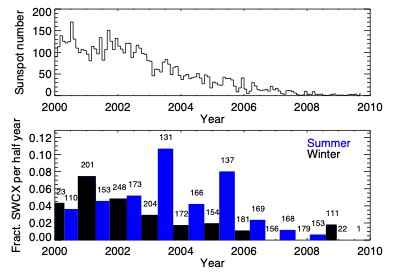 Sunspot number
200
150
100
50
0
2000 2002 2004 2006 2008 2010
Year
Fract. SWCX per half year
0.12
0.10
0.08
0.06
0.04
0.02
0.00
Summer
Winter
23 110 201 153 248 173 204 131 172 166 154 137 181 169 156 168 179 153 111 22 1
2000 2002 2004 2006 2008 2010
Year